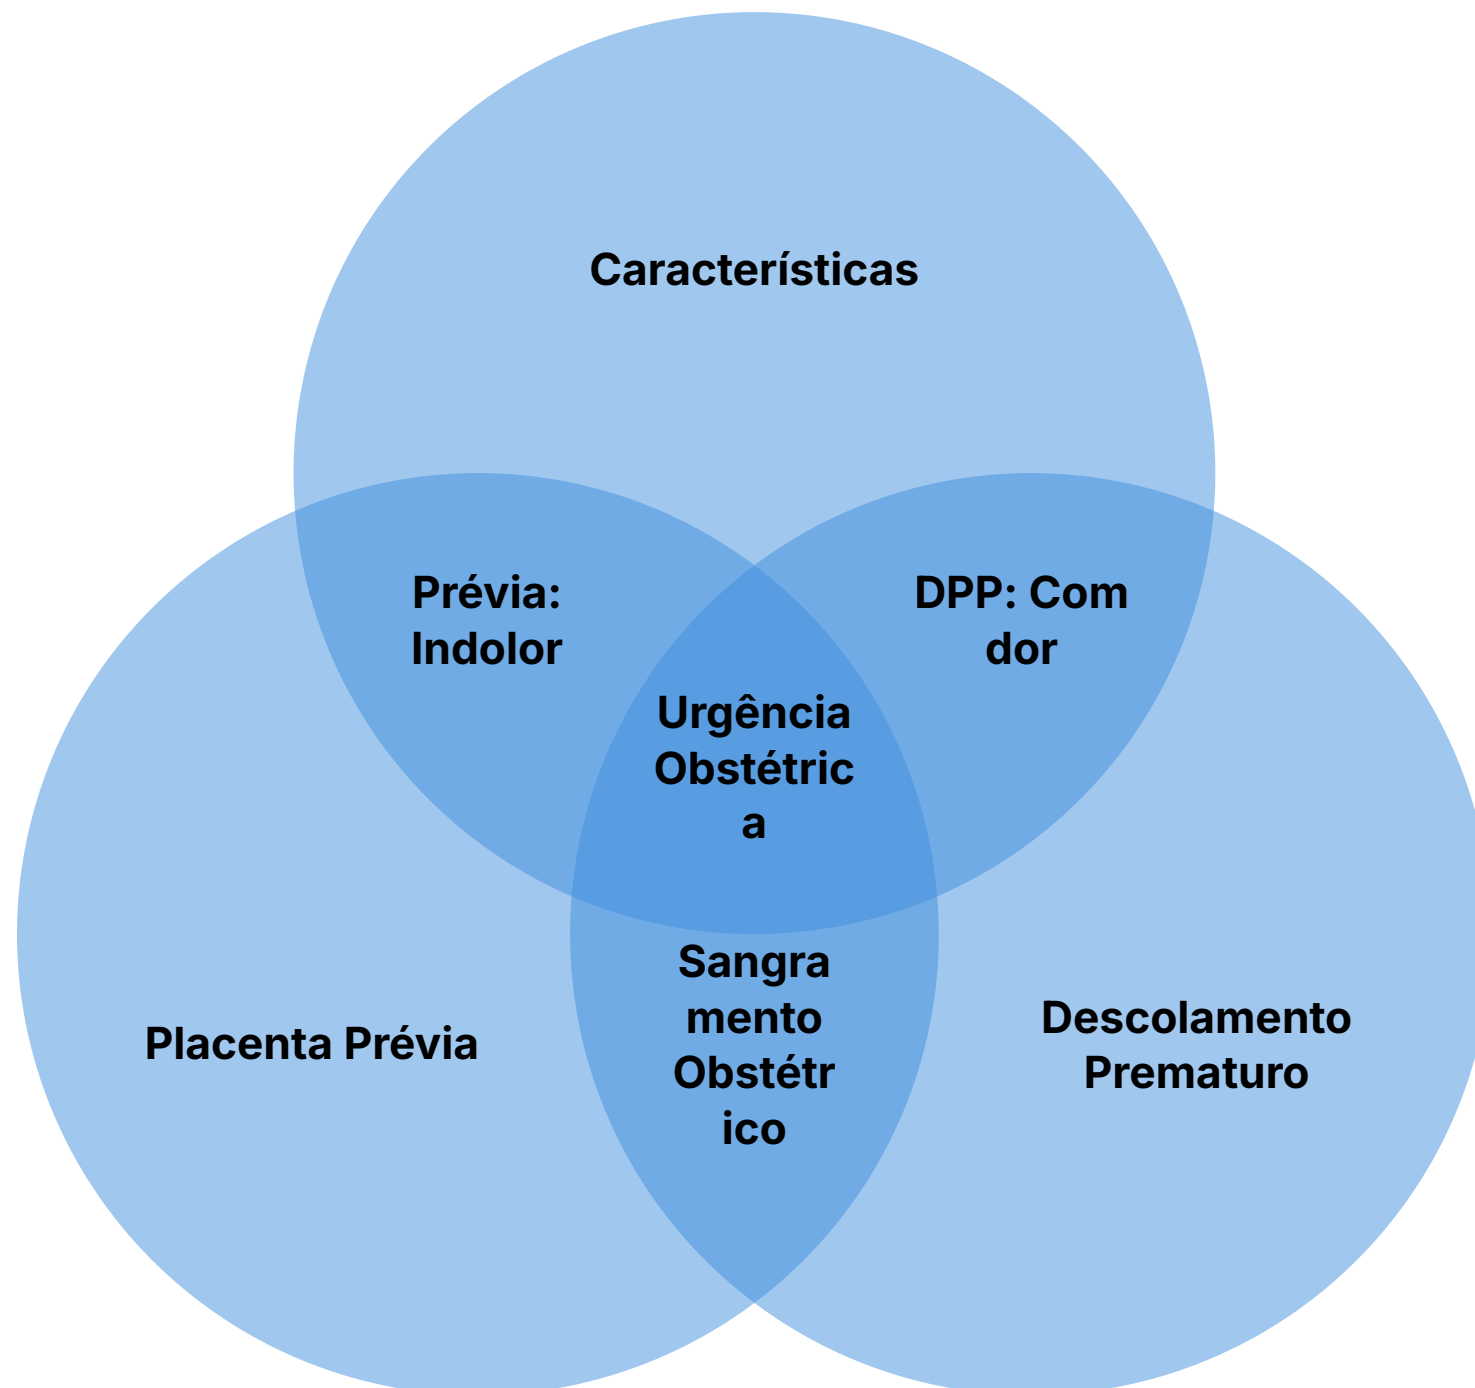 Características
Prévia:
Indolor
DPP: Com
dor
Urgência
Obstétric
a
Sangra
mento
Obstétr
ico
Placenta Prévia
Descolamento
Prematuro